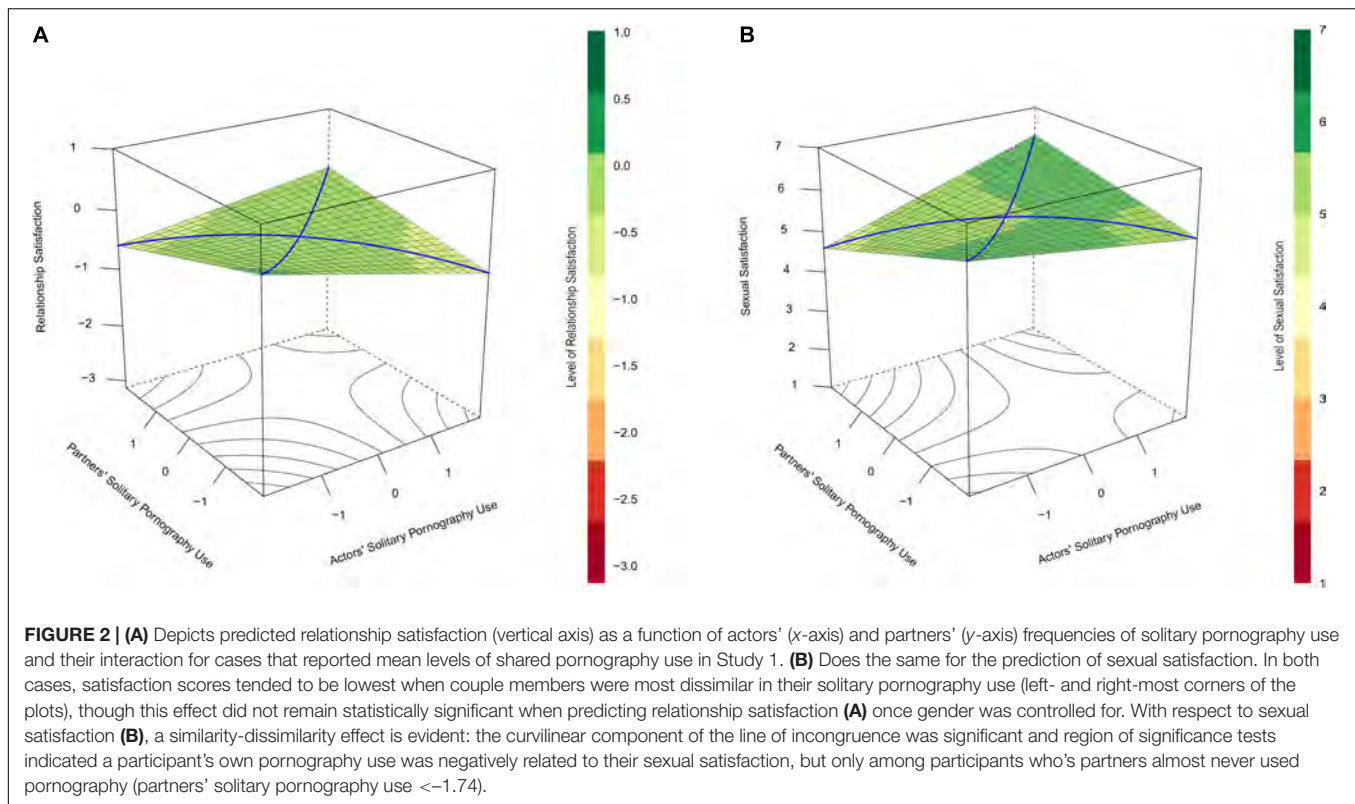 A
B
1.0
0.5
0.0
−0.5
−1.0
−1.5
−2.0
−2.5
−3.0
Level of Relationship Satisfaction
1
0
−1
−2
−3
Relationship Satisfaction
1
0
−1
Partners' Solitary Pornography Use
−1
0
1
Actors' Solitary Pornography Use
7
6
5
4
3
2
1
Level of Sexual Satisfaction
7
6
5
4
3
2
1
Sexual Satisfaction
1
0
−1
Partners' Solitary Pornography Use
−1
0
1
Actors' Solitary Pornography Use
FIGURE 2 | (A) Depicts predicted relationship satisfaction (vertical axis) as a function of actors' (x-axis) and partners' (y-axis) frequencies of solitary pornography use
and their interaction for cases that reported mean levels of shared pornography use in Study 1. (B) Does the same for the prediction of sexual satisfaction. In both
cases, satisfaction scores tended to be lowest when couple members were most dissimilar in their solitary pornography use (left- and right-most corners of the
plots), though this effect did not remain statistically significant when predicting relationship satisfaction (A) once gender was controlled for. With respect to sexual
satisfaction (B), a similarity-dissimilarity effect is evident: the curvilinear component of the line of incongruence was significant and region of significance tests
indicated a participant's own pornography use was negatively related to their sexual satisfaction, but only among participants who's partners almost never used
pornography (partners' solitary pornography use <−1.74).